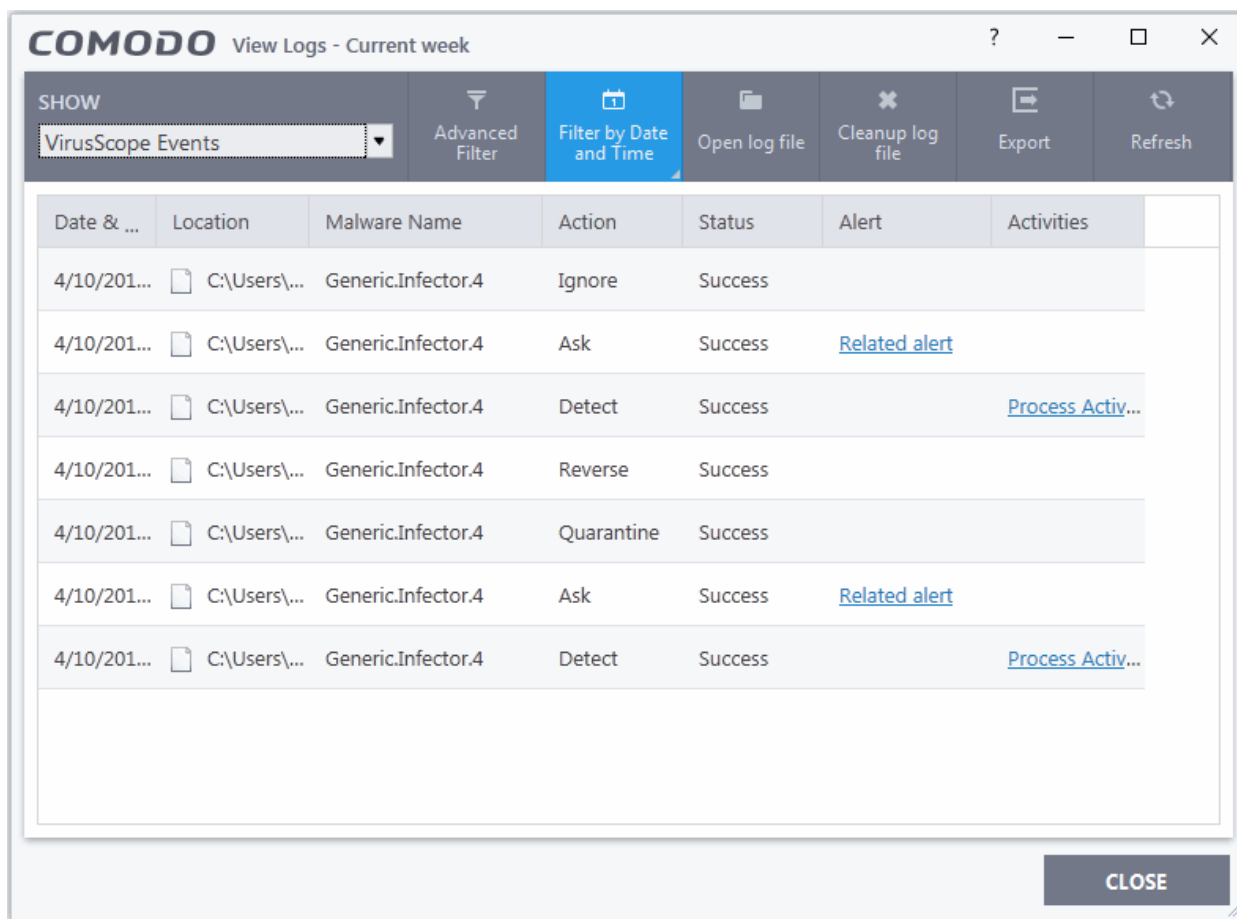 COMODO View Logs - Current week ?
SHOW
VirusScope Events
Advanced
Filter
1
Filter by Date
and Time
Open log file
Cleanup log
file
Export
Refresh
Date & ... Location Malware Name Action Status Alert Activities
4/10/201... C:\Users\... Generic.Infector.4 Ignore Success
4/10/201... C:\Users\... Generic.Infector.4 Ask Success Related alert
4/10/201... C:\Users\... Generic.Infector.4 Detect Success Process Activ...
4/10/201... C:\Users\... Generic.Infector.4 Reverse Success
4/10/201... C:\Users\... Generic.Infector.4 Quarantine Success
4/10/201... C:\Users\... Generic.Infector.4 Ask Success Related alert
4/10/201... C:\Users\... Generic.Infector.4 Detect Success Process Activ...
CLOSE